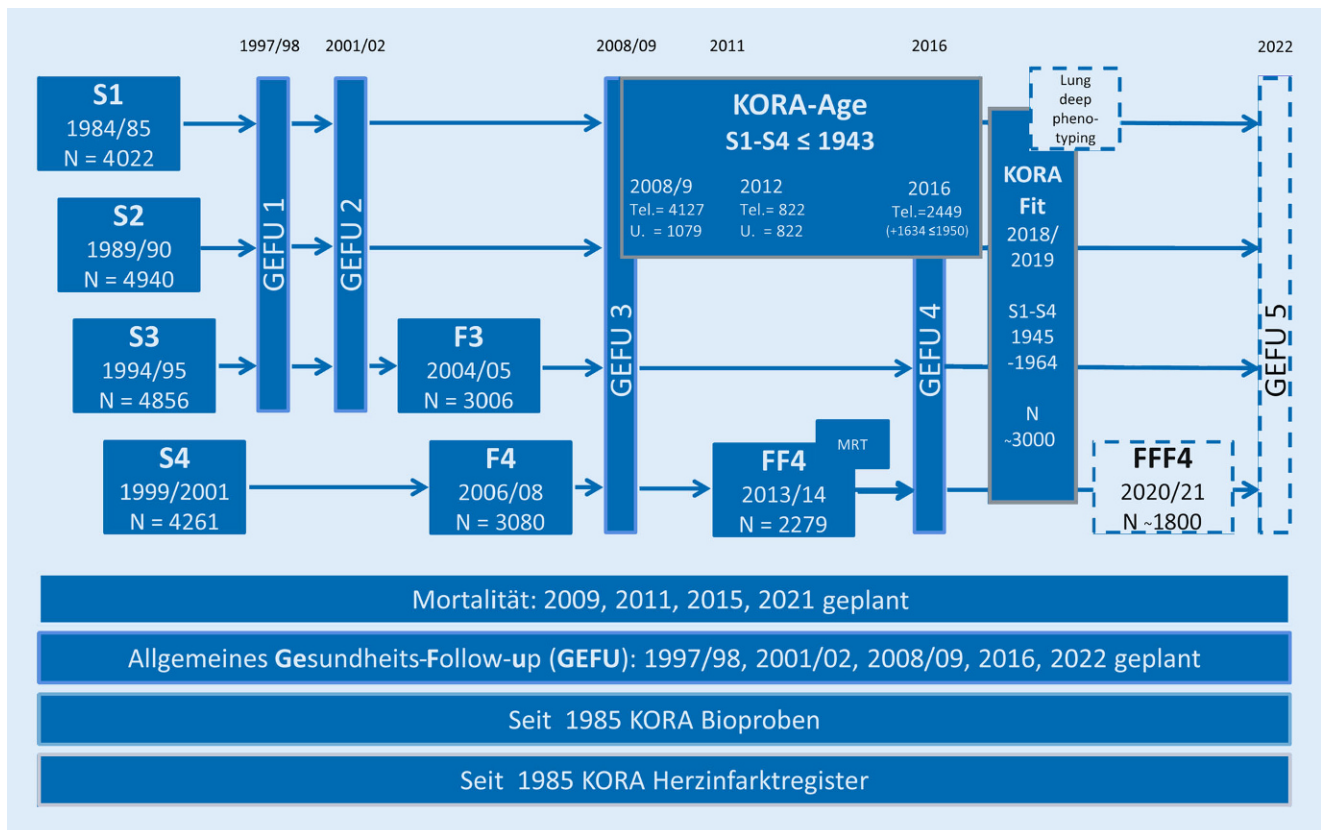 1997/98
2001/02
2008/09
2011
2016
2022
S1
1984/85
N = 4022
S2
1989/90
N = 4940
S3
1994/95
N = 4856
S4
1999/2001
N = 4261
GEFU 1
GEFU 2
F3
2004/05
N = 3006
F4
2006/08
N = 3080
GEFU 3
KORA-Age
S1-S4 ≤ 1943
2008/9
Tel.= 4127
U. = 1079
2012
Tel.= 822
U. = 822
2016
Tel.=2449
(+1634 ≤1950)
FF4
2013/14
N = 2279
MRT
GEFU 4
KORA
Fit
2018/
2019
S1-S4
1945
-1964
N
~3000
Lung
deep
pheno-
typing
FFF4
2020/21
N ~1800
GEFU 5
Mortalität: 2009, 2011, 2015, 2021 geplant
Allgemeines Gesundheits-Follow-up (GEFU): 1997/98, 2001/02, 2008/09, 2016, 2022 geplant
Seit 1985 KORA Bioproben
Seit 1985 KORA Herzinfarktregister